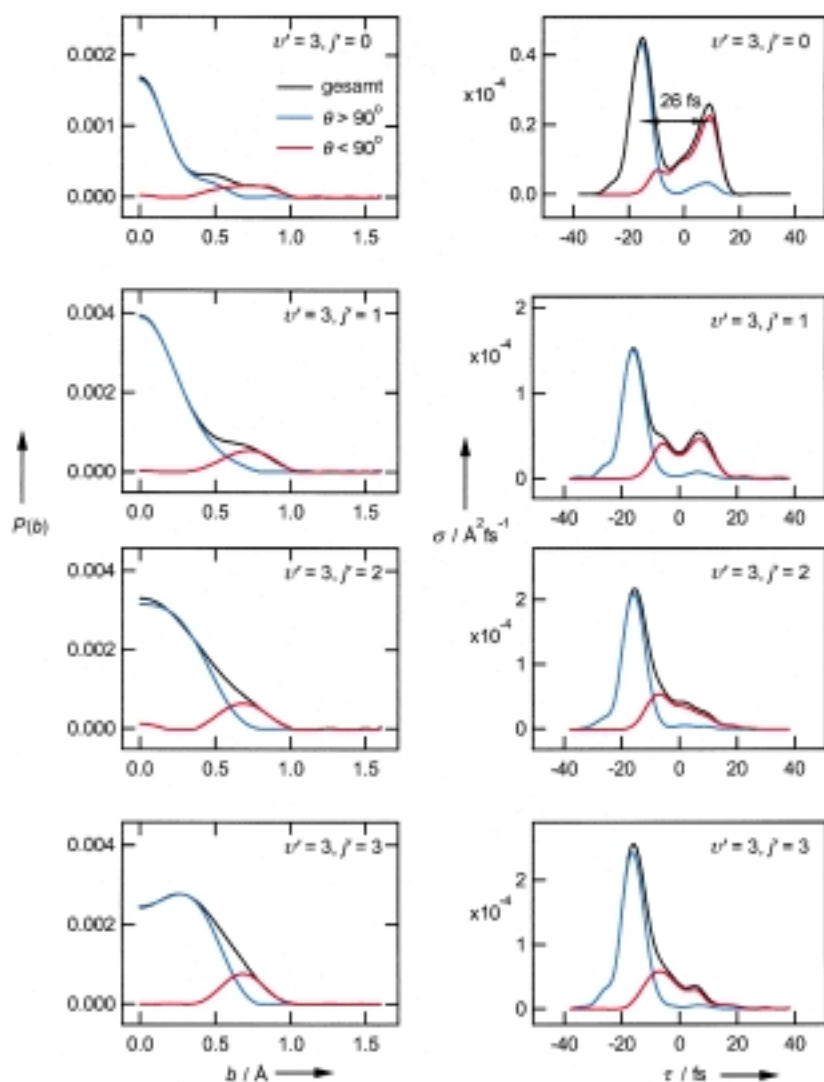 0.002
0.001
0.000
0.0 0.5 1.0 1.5
υ' = 3, j' = 0
gesamt
θ > 90°
θ < 90°
0.4
x10⁻⁴
0.2
0.0
-40 -20 0 20 40
υ' = 3, j' = 0
26 fs
0.004
0.002
0.000
0.0 0.5 1.0 1.5
υ' = 3, j' = 1
2
x10⁻⁴
1
0
-40 -20 0 20 40
υ' = 3, j' = 1
P(b)
σ / Å²fs⁻¹
0.004
0.002
0.000
0.0 0.5 1.0 1.5
υ' = 3, j' = 2
2
x10⁻⁴
1
0
-40 -20 0 20 40
υ' = 3, j' = 2
0.004
0.002
0.000
0.0 0.5 1.0 1.5
υ' = 3, j' = 3
b / Å
2
x10⁻⁴
1
0
-40 -20 0 20 40
υ' = 3, j' = 3
τ / fs